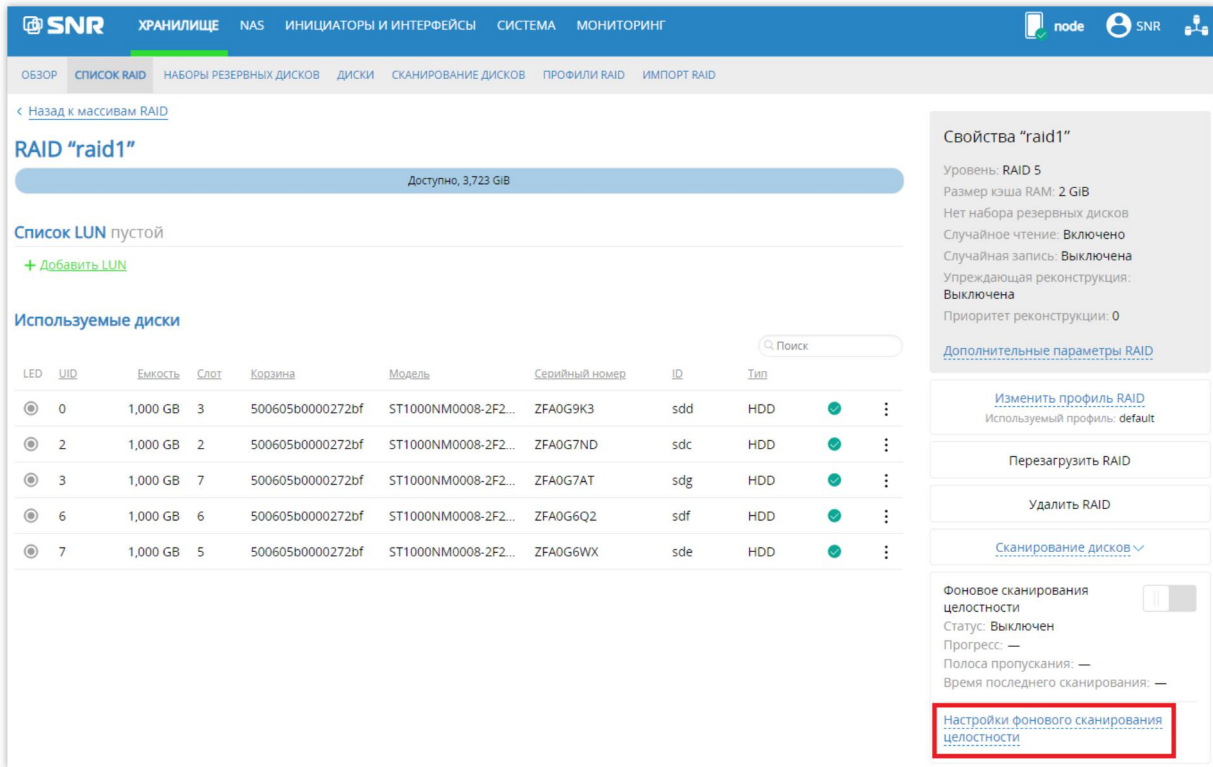 SNR ХРАНИЛИЩЕ NAS ИНИЦИАТОРЫ И ИНТЕРФЕЙСЫ СИСТЕМА МОНИТОРИНГ node SNR
ОБЗОР СПИСОК RAID НАБОРЫ РЕЗЕРВНЫХ ДИСКОВ ДИСКИ СКАНИРОВАНИЕ ДИСКОВ ПРОФИЛИ RAID ИМПОРТ RAID
< Назад к массивам RAID
RAID “raid1”
Доступно, 3,723 GiB
Список LUN пустой
+ Добавить LUN
Используемые диски
Поиск
LED UID Емкость Слот Корзина Модель Серийный номер ID Тип
0 1,000 GB 3 500605b0000272bf ST1000NM0008-2F2... ZFA0G9K3 sdd HDD
2 1,000 GB 2 500605b0000272bf ST1000NM0008-2F2... ZFA0G7ND sdc HDD
3 1,000 GB 7 500605b0000272bf ST1000NM0008-2F2... ZFA0G7AT sdg HDD
6 1,000 GB 6 500605b0000272bf ST1000NM0008-2F2... ZFA0G6Q2 sdf HDD
7 1,000 GB 5 500605b0000272bf ST1000NM0008-2F2... ZFA0G6WX sde HDD
Свойства “raid1”
Уровень: RAID 5
Размер кэша RAM: 2 GiB
Нет набора резервных дисков
Случайное чтение: Включено
Случайная запись: Выключена
Упреждающая реконструкция:
Выключена
Приоритет реконструкции: 0
Дополнительные параметры RAID
Изменить профиль RAID
Используемый профиль: default
Перезагрузить RAID
Удалить RAID
Сканирование дисков
Фоновое сканирования
целостности
Статус: Выключен
Прогресс: —
Полоса пропускания: —
Время последнего сканирования: —
Настройки фонового сканирования
целостности